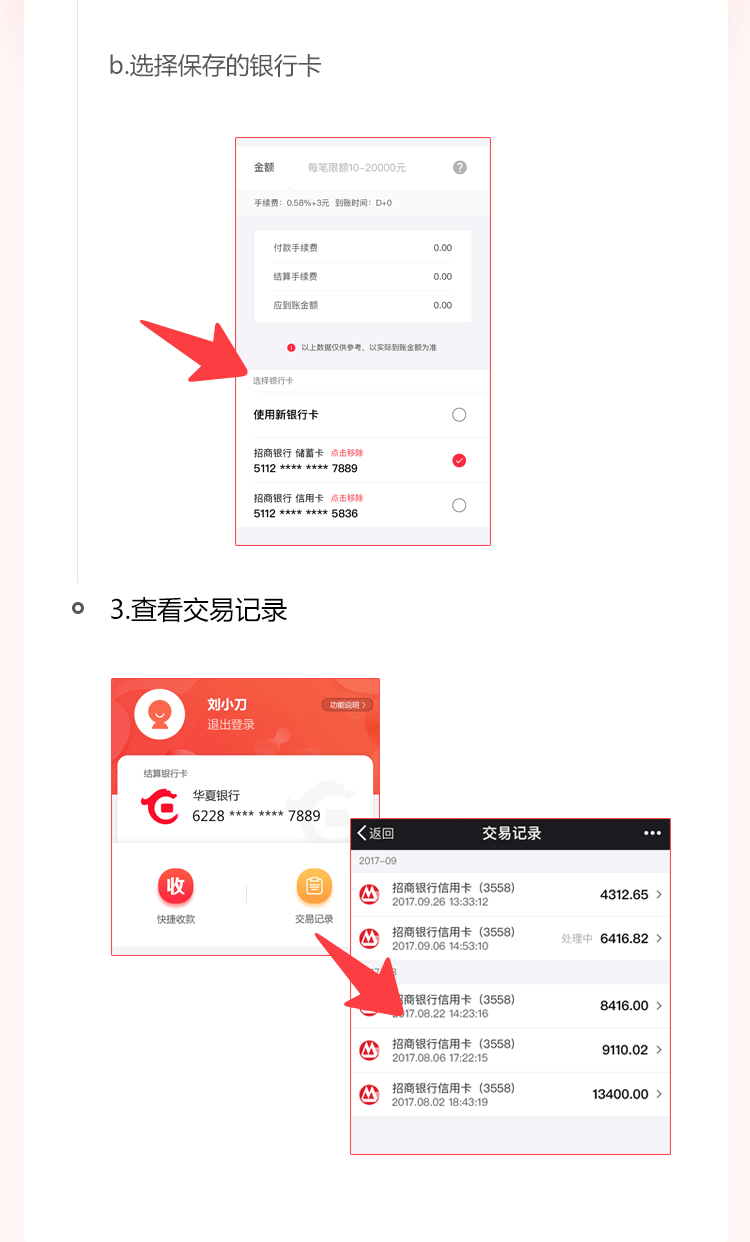 b.选择保存的银行卡
金额 每笔限额10-20000元 ?
手续费：0.58%+3元 到账时间：D+0
付款手续费 0.00
结算手续费 0.00
应到账金额 0.00
以上数据仅供参考，以实际到账金额为准
选择银行卡
使用新银行卡
招商银行 储蓄卡 点击移除
5112 **** **** 7889
招商银行 信用卡 点击移除
5112 **** **** 5836
3.查看交易记录
刘小刀 功能说明 >
退出登录
结算银行卡
华夏银行
6228 **** **** 7889
收
快捷收款 交易记录
返回 交易记录
2017-09
招商银行信用卡（3558）
2017.09.26 13:33:12 4312.65
招商银行信用卡（3558）
2017.09.06 14:53:10 处理中 6416.82
招商银行信用卡（3558）
2017.08.22 14:23:16 8416.00
招商银行信用卡（3558）
2017.08.06 17:22:15 9110.02
招商银行信用卡（3558）
2017.08.02 18:43:19 13400.00